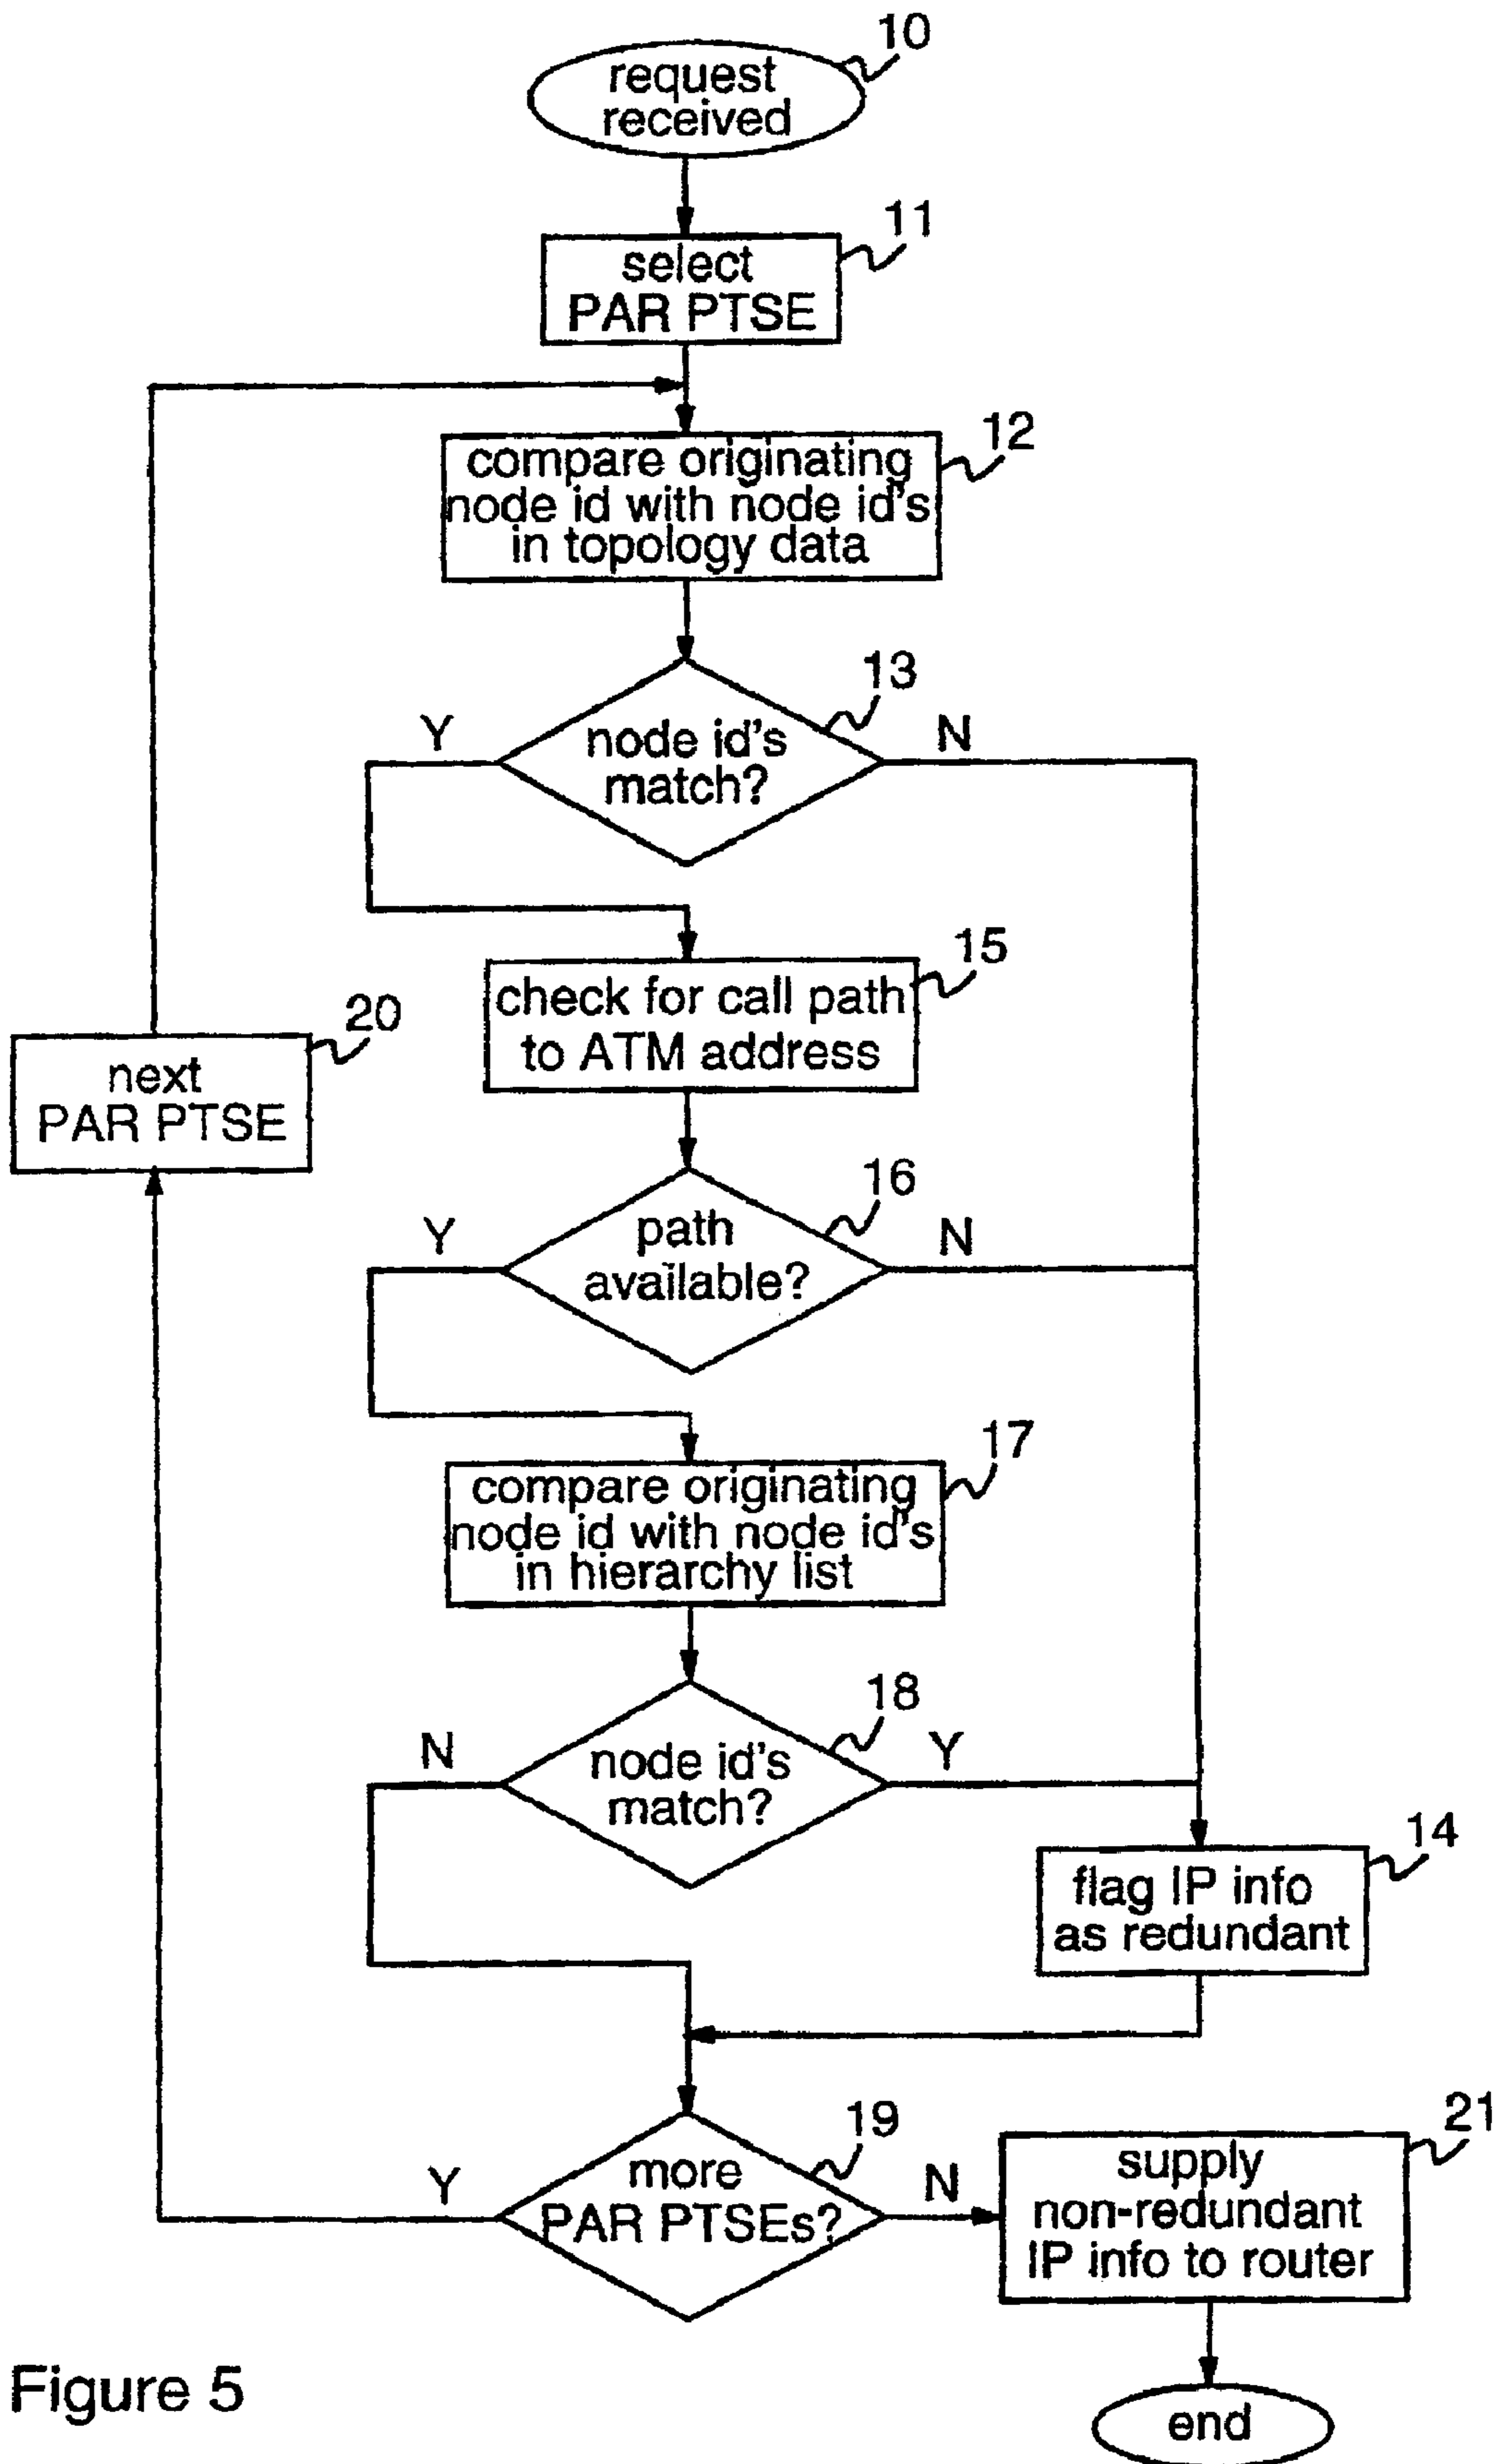 10
request
received
11
select
PAR PTSE
12
compare originating
node id with node id's
in topology data
13
Y
N
node id's
match?
15
check for call path
to ATM address
20
next
PAR PTSE
16
Y
N
path
available?
17
compare originating
node id with node id's
in hierarchy list
18
N
Y
node id's
match?
14
flag IP info
as redundant
19
Y
N
more
PAR PTSEs?
21
supply
non-redundant
IP info to router
Figure 5
end